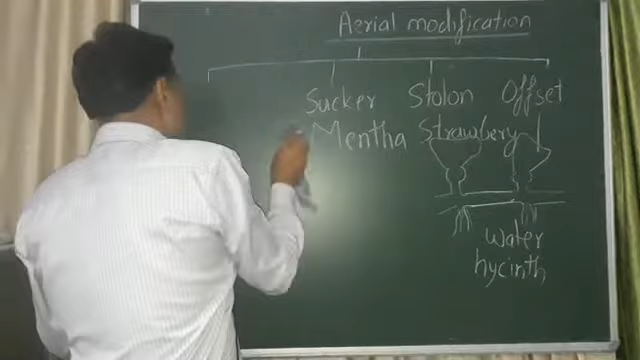 Aerial modification
Sucker Stolon Offset
Mentha Strawbery
water
hycinth